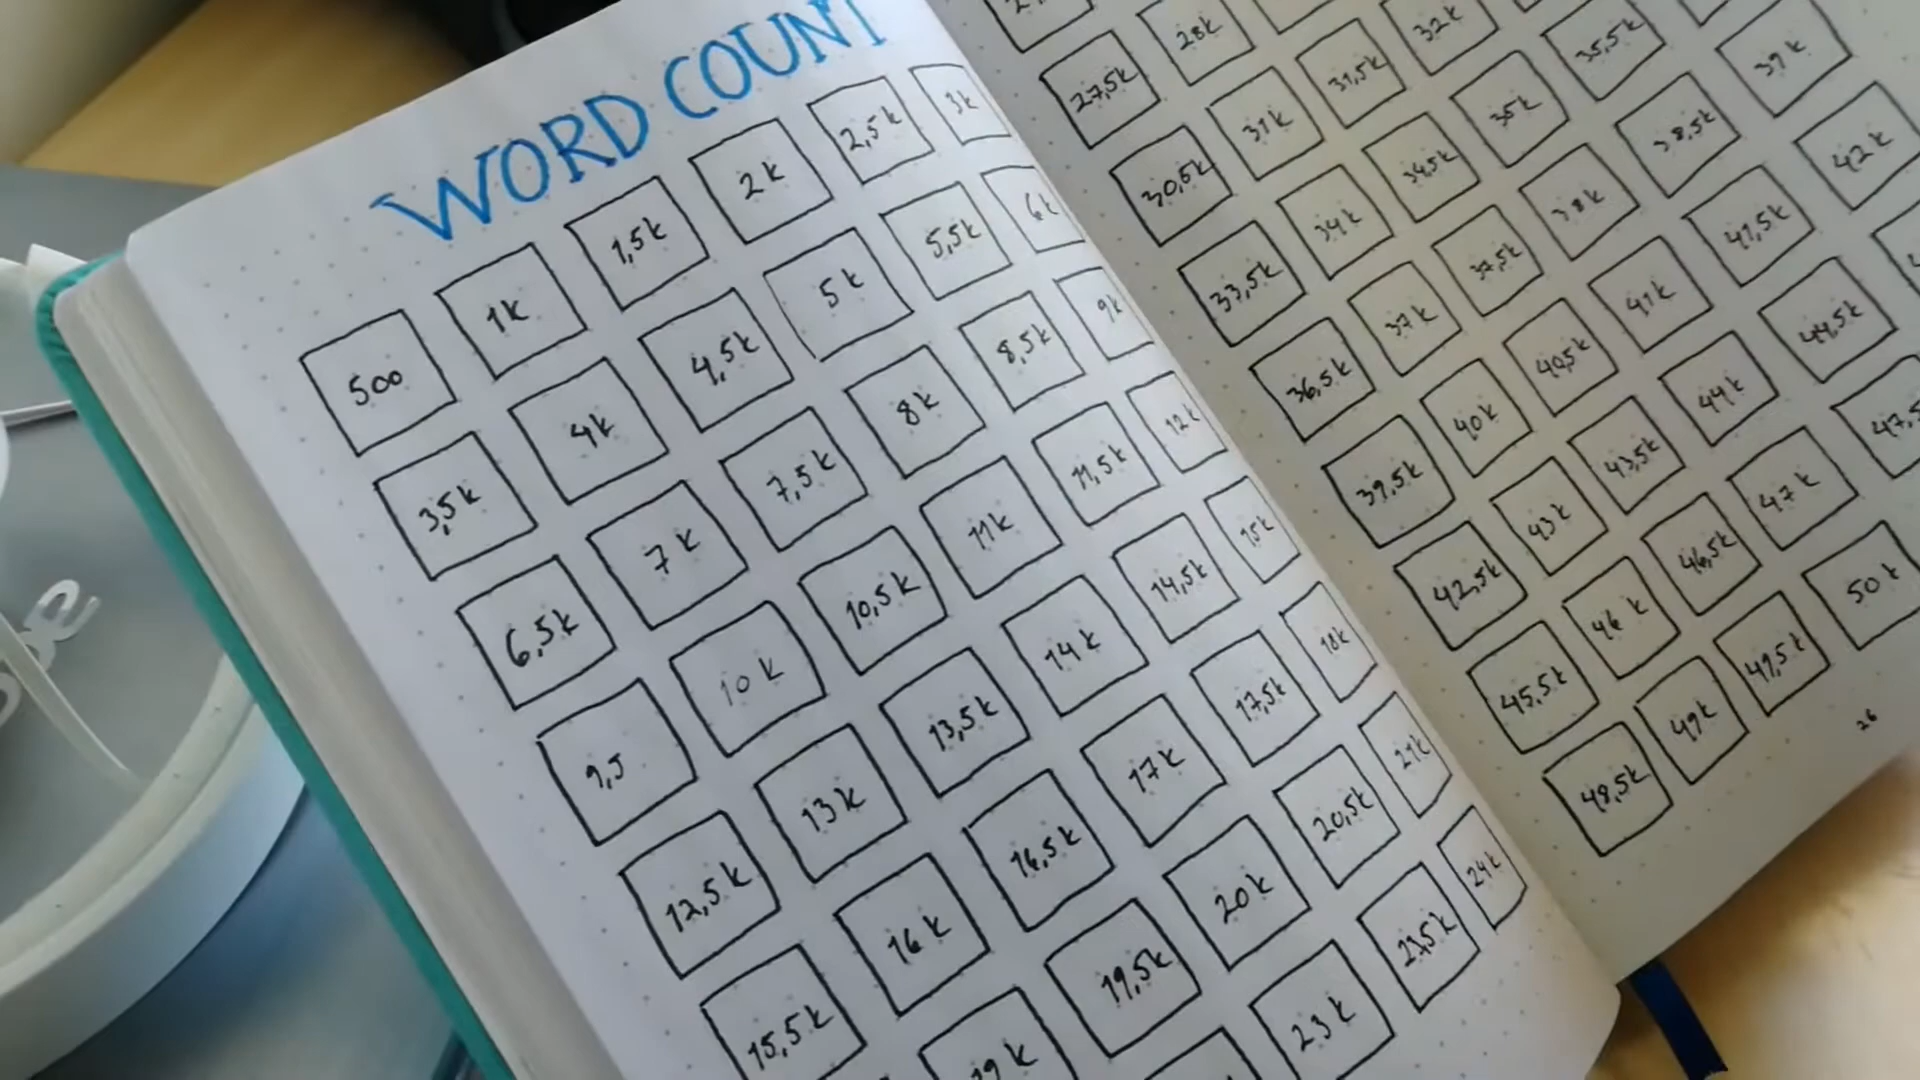 WORD COUNT
500 1k 1,5k 2k 2,5k 3k
3,5k 4k 4,5k 5k 5,5k 6k
6,5k 7k 7,5k 8k 8,5k 9k
9,5 10k 10,5k 11k 11,5k 12k
12,5k 13k 13,5k 14k 14,5k 15k
15,5k 16k 16,5k 17k 17,5k 18k
19k 19,5k 20k 20,5k 21k
23k 23,5k 24k
27,5k 28k
30,5k 31k 31,5k 32k
33,5k 34k 34,5k 35k 35,5k
36,5k 37k 37,5k 38k 38,5k 39k
39,5k 40k 40,5k 41k 41,5k 42k
42,5k 43k 43,5k 44k 44,5k
45,5k 46k 46,5k 47k 47,5
48,5k 49k 49,5k 50k
26